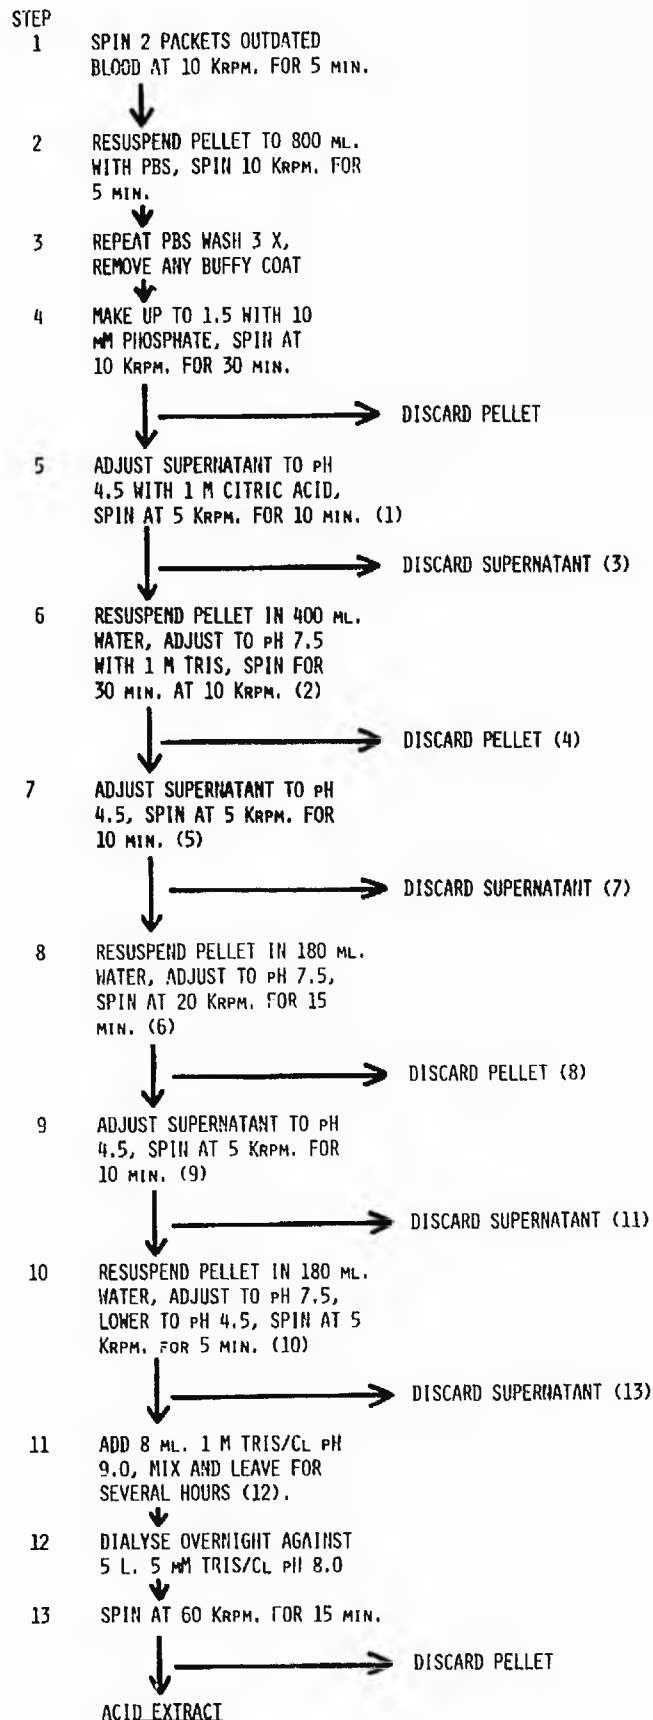 STEP
1 SPIN 2 PACKETS OUTDATED
BLOOD AT 10 KRPM. FOR 5 MIN.
2 RESUSPEND PELLET TO 800 ML.
WITH PBS, SPIN 10 KRPM. FOR
5 MIN.
3 REPEAT PBS WASH 3 X,
REMOVE ANY BUFFY COAT
4 MAKE UP TO 1.5 WITH 10
MM PHOSPHATE, SPIN AT
10 KRPM. FOR 30 MIN.
DISCARD PELLET
5 ADJUST SUPERNATANT TO PH
4.5 WITH 1 M CITRIC ACID,
SPIN AT 5 KRPM. FOR 10 MIN. (1)
DISCARD SUPERNATANT (3)
6 RESUSPEND PELLET IN 400 ML.
WATER, ADJUST TO PH 7.5
WITH 1 M TRIS, SPIN FOR
30 MIN. AT 10 KRPM. (2)
DISCARD PELLET (4)
7 ADJUST SUPERNATANT TO PH
4.5, SPIN AT 5 KRPM. FOR
10 MIN. (5)
DISCARD SUPERNATANT (7)
8 RESUSPEND PELLET IN 180 ML.
WATER, ADJUST TO PH 7.5,
SPIN AT 20 KRPM. FOR 15
MIN. (6)
DISCARD PELLET (8)
9 ADJUST SUPERNATANT TO PH
4.5, SPIN AT 5 KRPM. FOR
10 MIN. (9)
DISCARD SUPERNATANT (11)
10 RESUSPEND PELLET IN 180 ML.
WATER, ADJUST TO PH 7.5,
LOWER TO PH 4.5, SPIN AT 5
KRPM. FOR 5 MIN. (10)
DISCARD SUPERNATANT (13)
11 ADD 8 ML. 1 M TRIS/CL PH
9.0, MIX AND LEAVE FOR
SEVERAL HOURS (12).
12 DIALYSE OVERNIGHT AGAINST
5 L. 5 MM TRIS/CL PH 8.0
13 SPIN AT 60 KRPM. FOR 15 MIN.
DISCARD PELLET
ACID EXTRACT